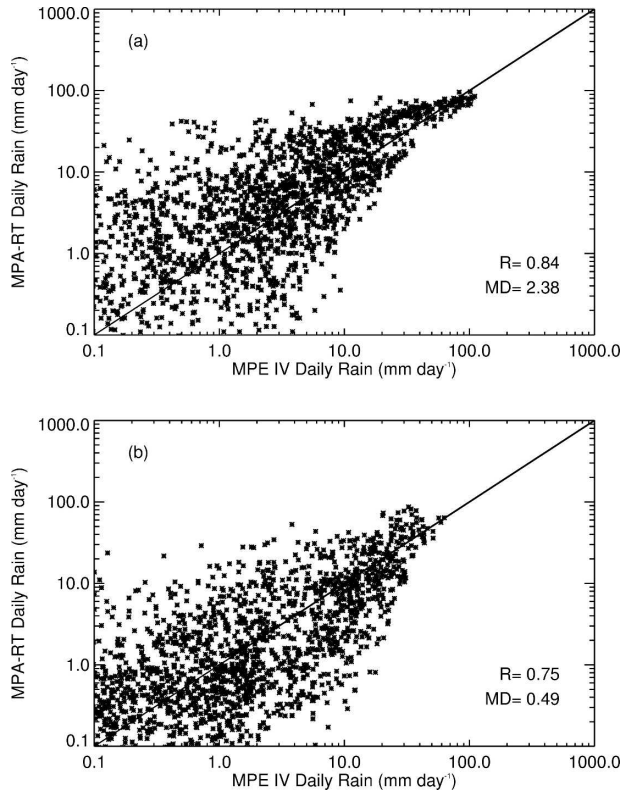 1000.0
(a)
100.0
10.0
1.0
0.1
MPA-RT Daily Rain (mm day-1)
R= 0.84
MD= 2.38
0.1 1.0 10.0 100.0 1000.0
MPE IV Daily Rain (mm day-1)
1000.0
(b)
100.0
10.0
1.0
0.1
MPA-RT Daily Rain (mm day-1)
R= 0.75
MD= 0.49
0.1 1.0 10.0 100.0 1000.0
MPE IV Daily Rain (mm day-1)